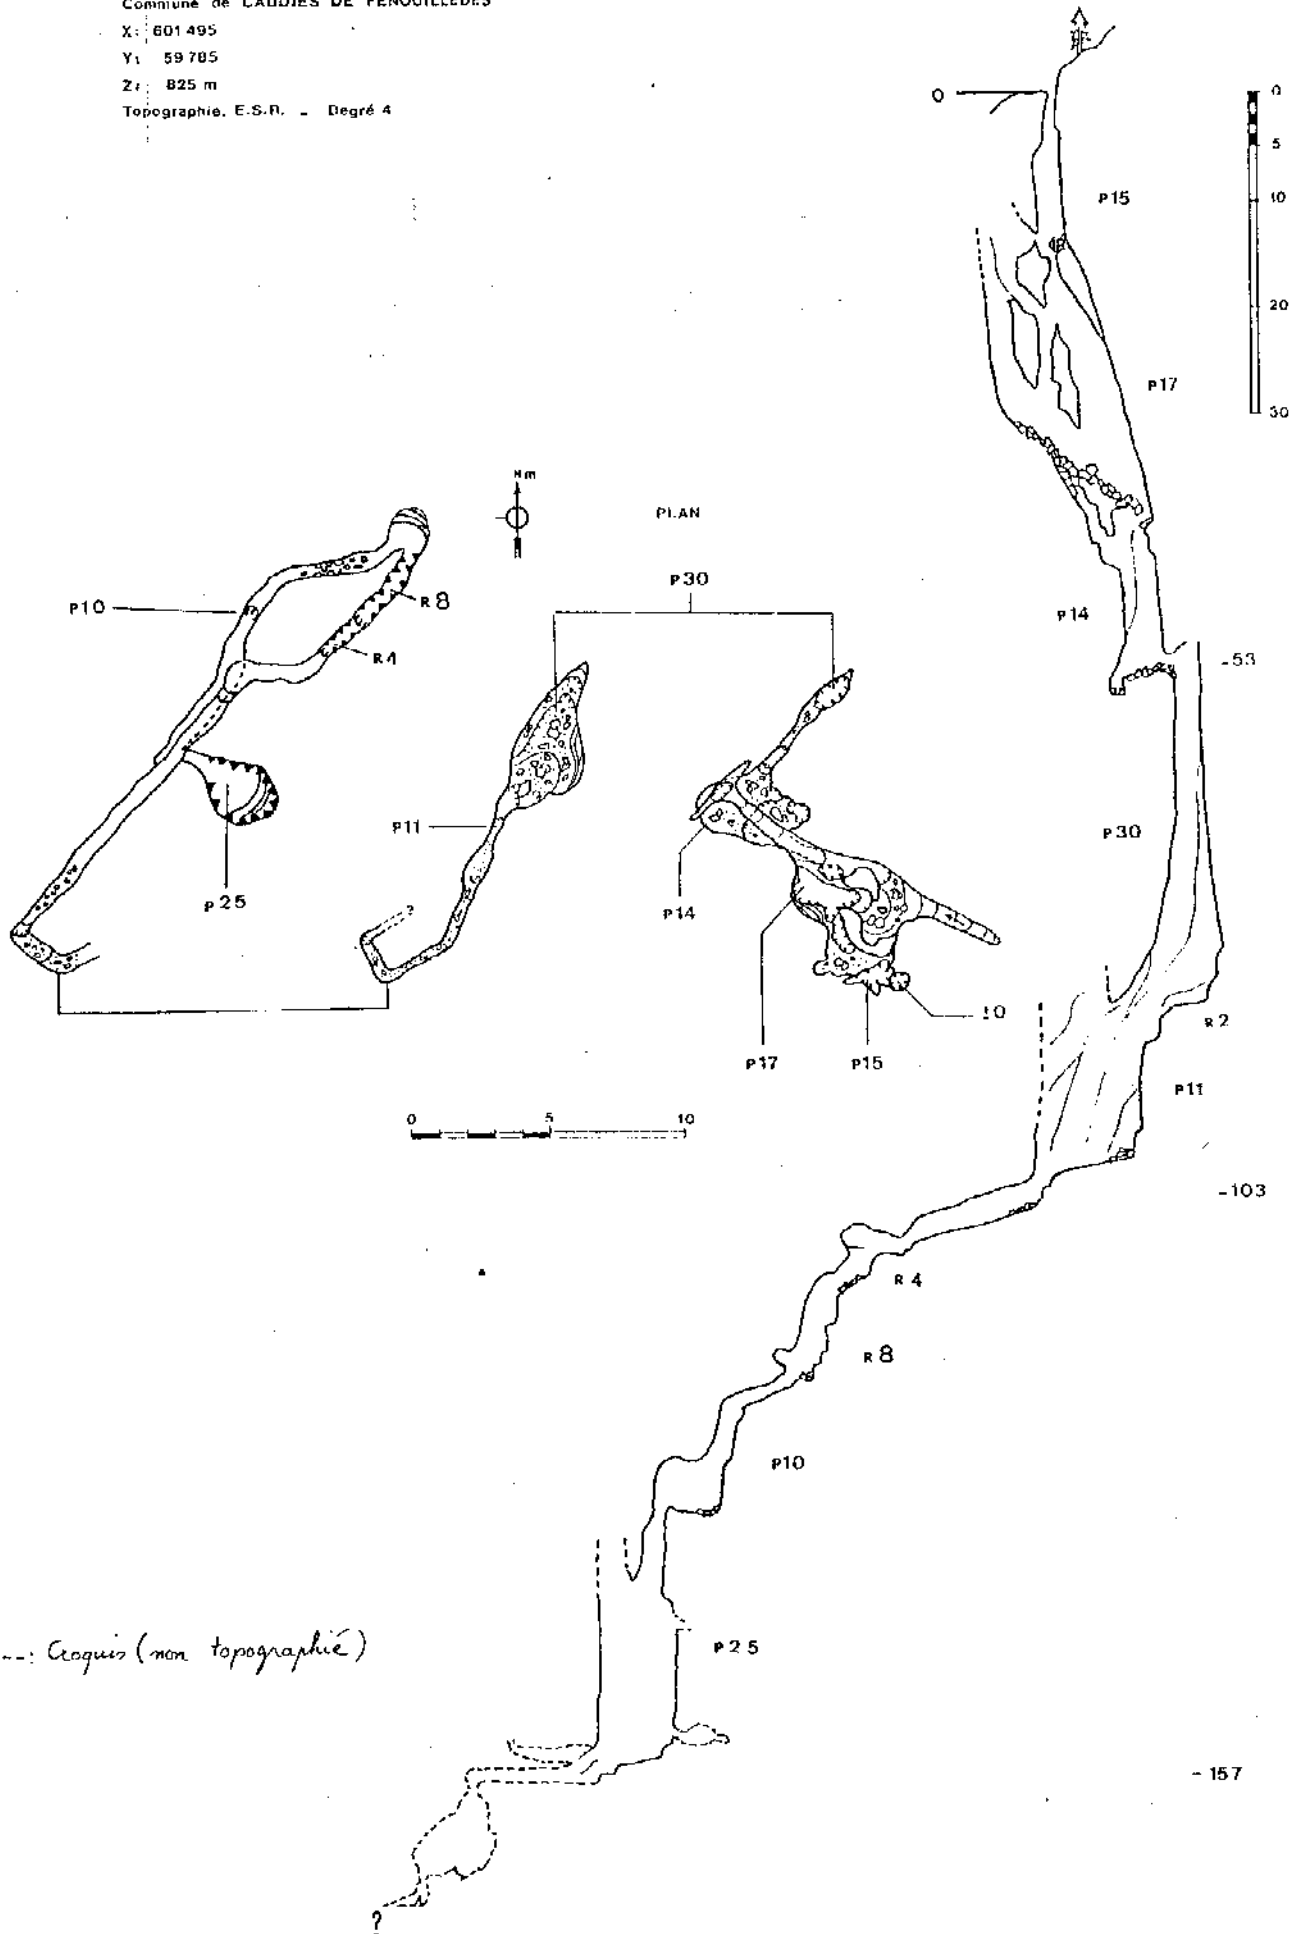 Commune de CAUDIES DE FENOUILLEDES
X: 601 495
Y: 59 785
Z: 825 m
Topographie. E.S.R. - Degré 4
0
0
5
10
20
30
P15
P17
P14
-53
P30
R2
P11
-103
R4
R8
P10
P25
-157
Nm
PLAN
P30
P10
R8
R4
P11
P25
P14
P17
P15
±0
0 5 10
?
--: Croquis (non topographié)
?